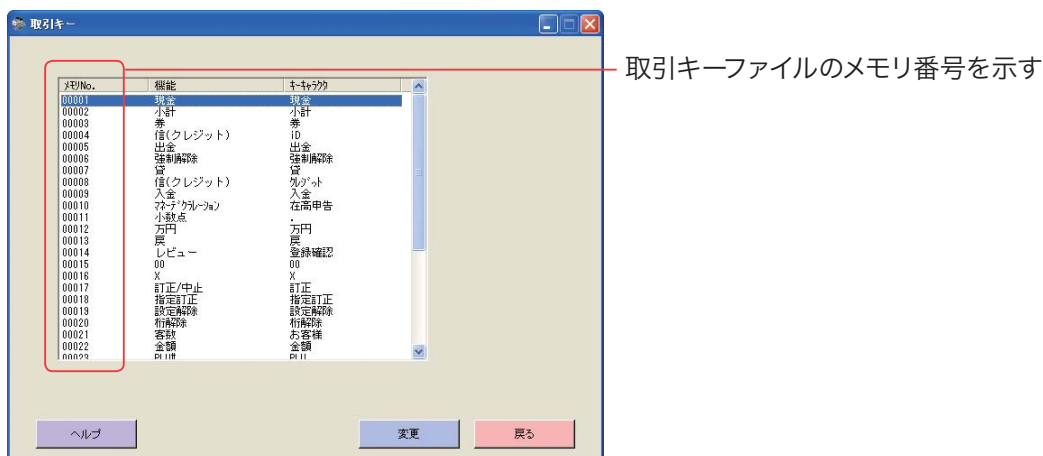 取引キー
取引キーファイルのメモリ番号を示す
ﾒﾓﾘNo. 機能 ｷｰｷｬﾗｸﾀ
00001 現金 現金
00002 小計 小計
00003 券 券
00004 信(クレジット) iD
00005 出金 出金
00006 強制解除 強制解除
00007 貸 貸
00008 信(クレジット) ｸﾚｼﾞｯﾄ
00009 入金 入金
00010 ﾏﾈｰﾃﾞｸﾗﾚｰｼｮﾝ 在高申告
00011 小数点 .
00012 万円 万円
00013 戻 戻
00014 レビュー 登録確認
00015 00 00
00016 X X
00017 訂正/中止 訂正
00018 指定訂正 指定訂正
00019 設定解除 設定解除
00020 桁解除 桁解除
00021 客数 お客様
00022 金額 金額
00023 PLU# PLU
ヘルプ 変更 戻る